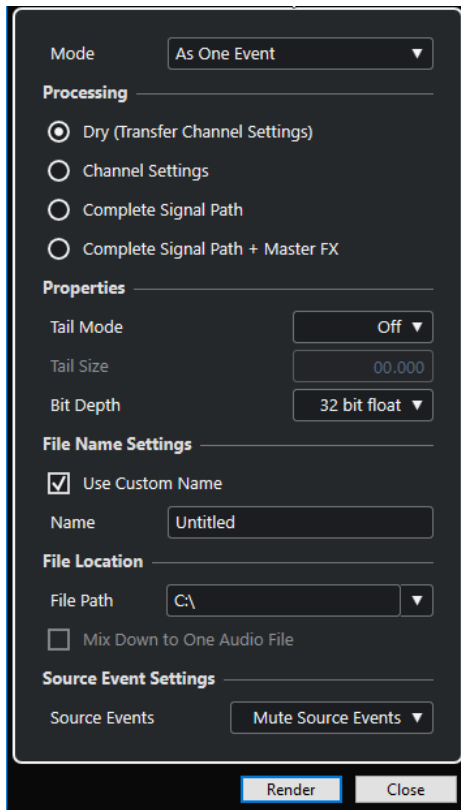 Mode As One Event
Processing
Dry (Transfer Channel Settings)
Channel Settings
Complete Signal Path
Complete Signal Path + Master FX
Properties
Tail Mode Off
Tail Size 00.000
Bit Depth 32 bit float
File Name Settings
Use Custom Name
Name Untitled
File Location
File Path C:\
Mix Down to One Audio File
Source Event Settings
Source Events Mute Source Events
Render Close